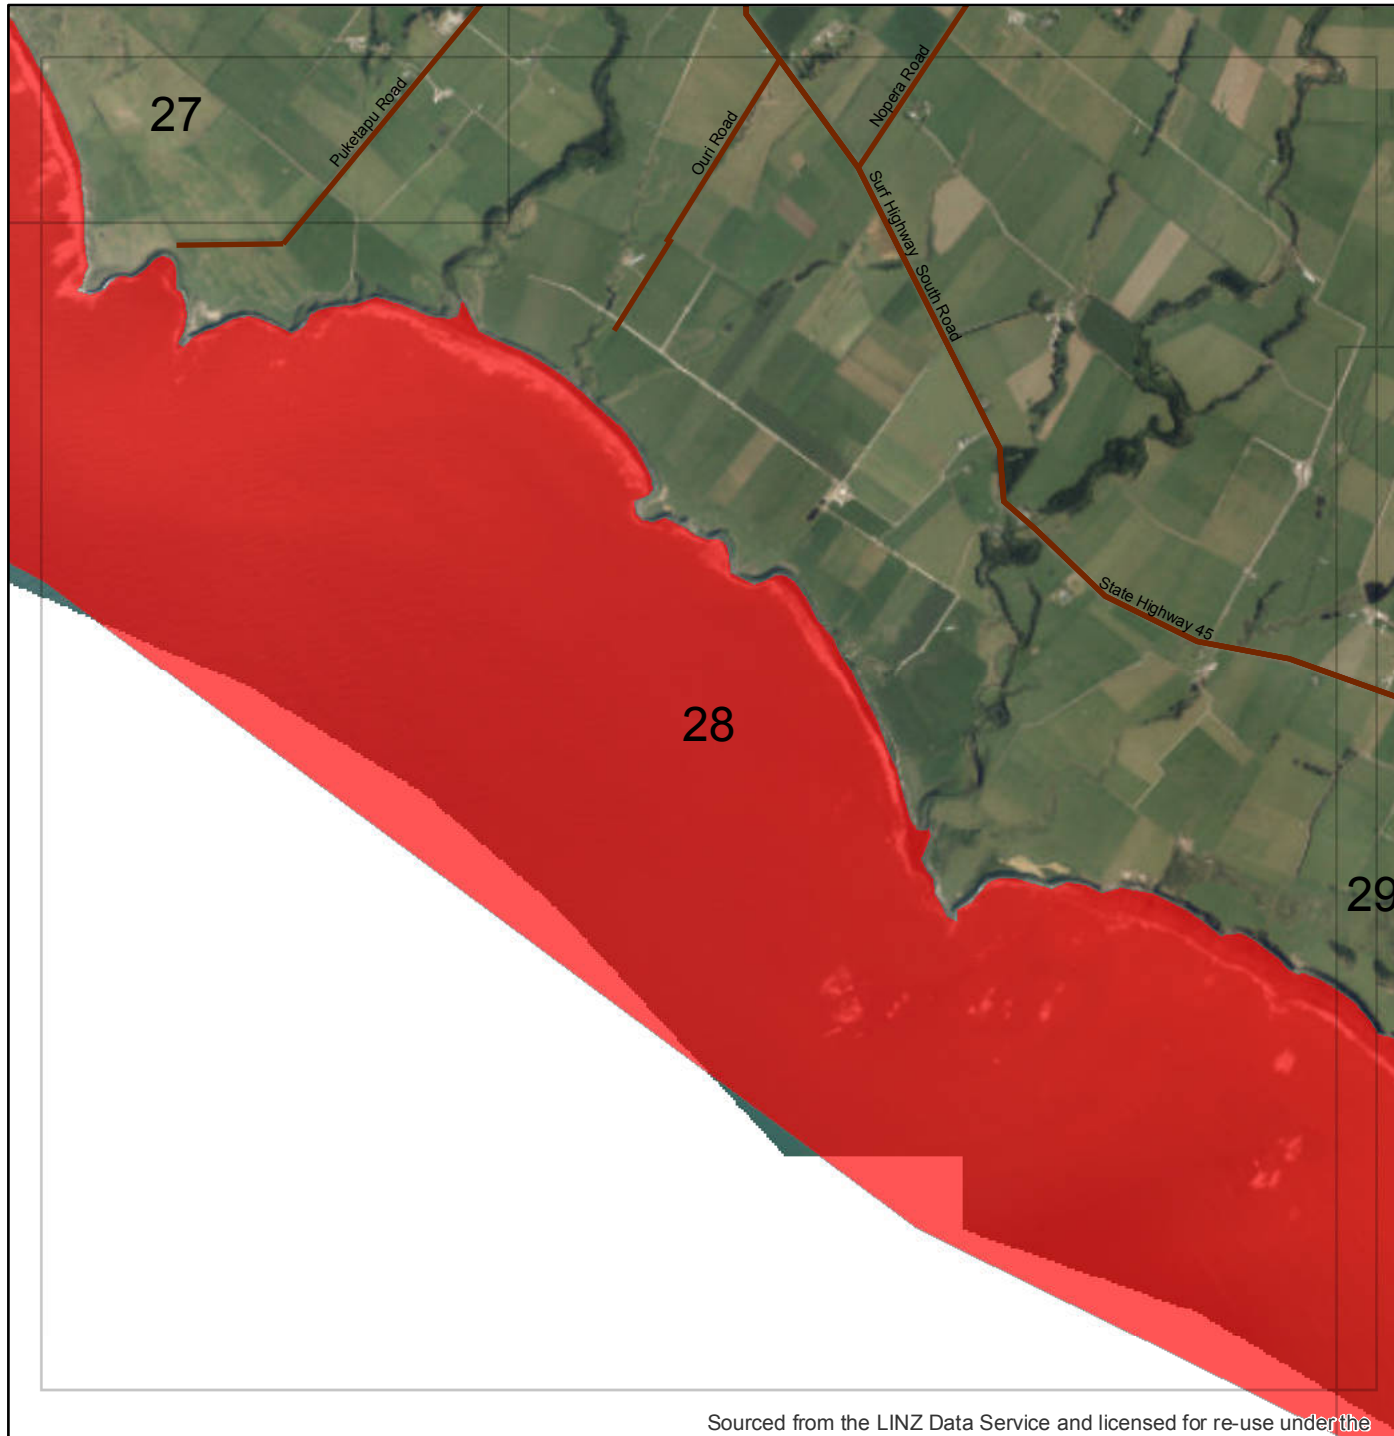 27
Puketapu Road
Ouri Road
Nopera Road
Surf Highway South Road
State Highway 45
28
29
Sourced from the LINZ Data Service and licensed for re-use under the